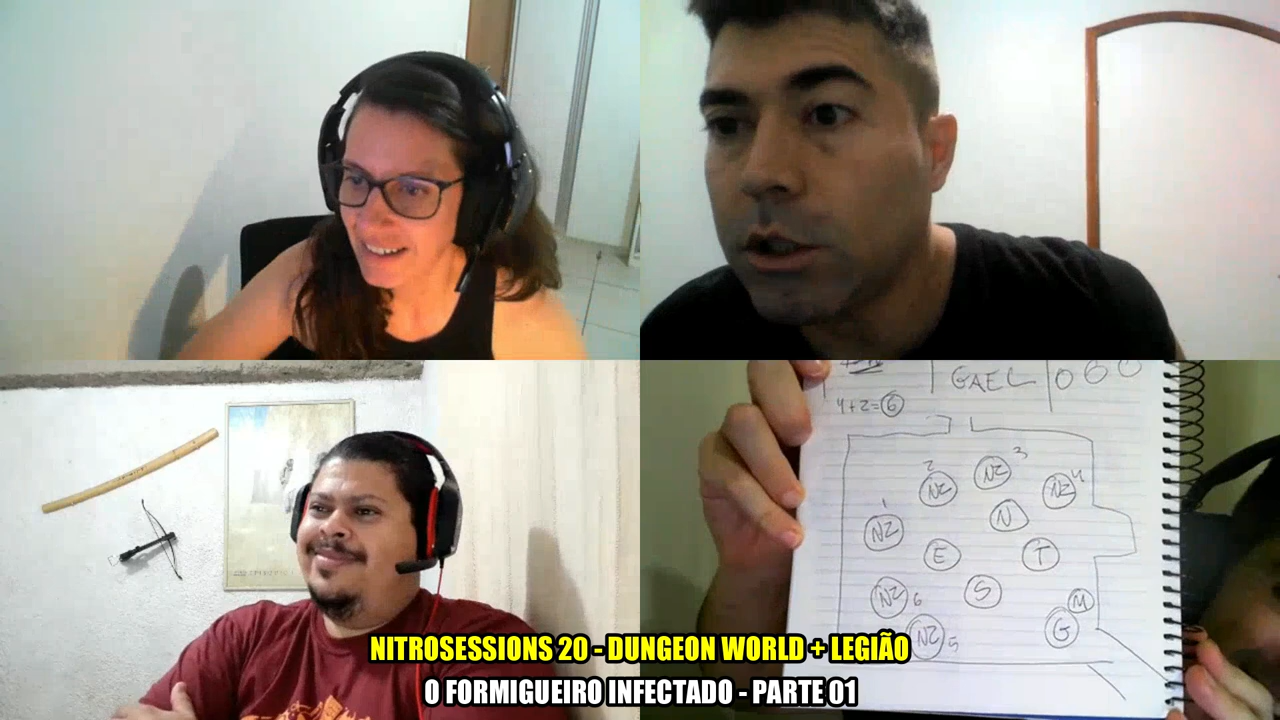 GAEL
060
4+2=6
2
NZ
3
NZ
NZ 4
1
NZ
N
E
T
NZ 6
S
M
G
NZ 5
NITROSESSIONS 20 - DUNGEON WORLD + LEGIÃO
O FORMIGUEIRO INFECTADO - PARTE 01